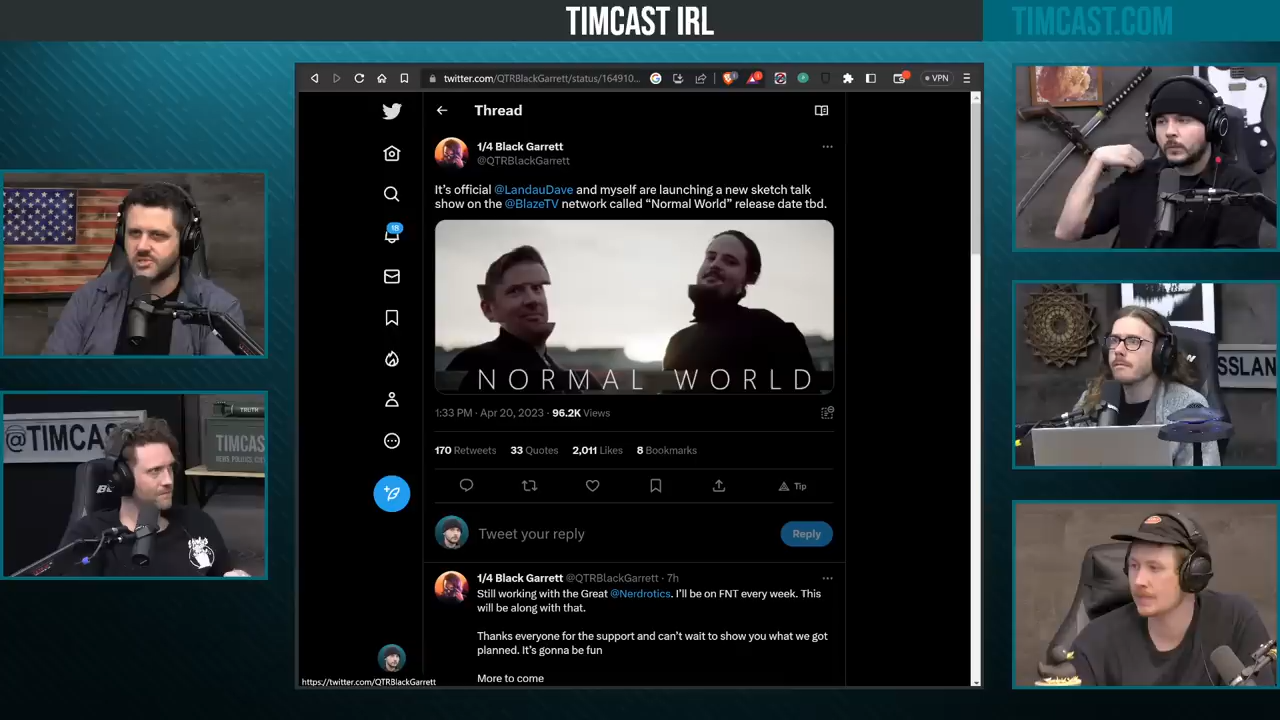 TIMCAST IRL
TIMCAST.COM
twitter.com/QTRBlackGarrett/status/164910...
VPN
Thread
1/4 Black Garrett
@QTRBlackGarrett
It's official @LandauDave and myself are launching a new sketch talk
show on the @BlazeTV network called “Normal World” release date tbd.
NORMAL WORLD
1:33 PM · Apr 20, 2023 · 96.2K Views
170 Retweets 33 Quotes 2,011 Likes 8 Bookmarks
Tip
Tweet your reply
Reply
1/4 Black Garrett @QTRBlackGarrett · 7h
Still working with the Great @Nerdrotics. I'll be on FNT every week. This
will be along with that.
Thanks everyone for the support and can't wait to show you what we got
planned. It's gonna be fun
More to come
https://twitter.com/QTRBlackGarrett
18
@TIMCAS
TRUTH
TIMCAST
SSLAN